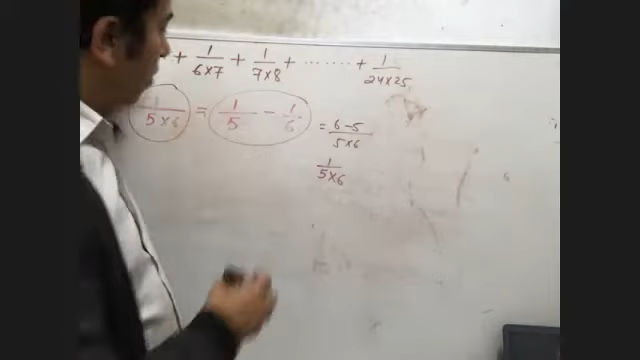 + 1/6×7 + 1/7×8 + ...... + 1/24×25
1/5×6 = 1/5 - 1/6
= 6-5/5×6
1/5×6